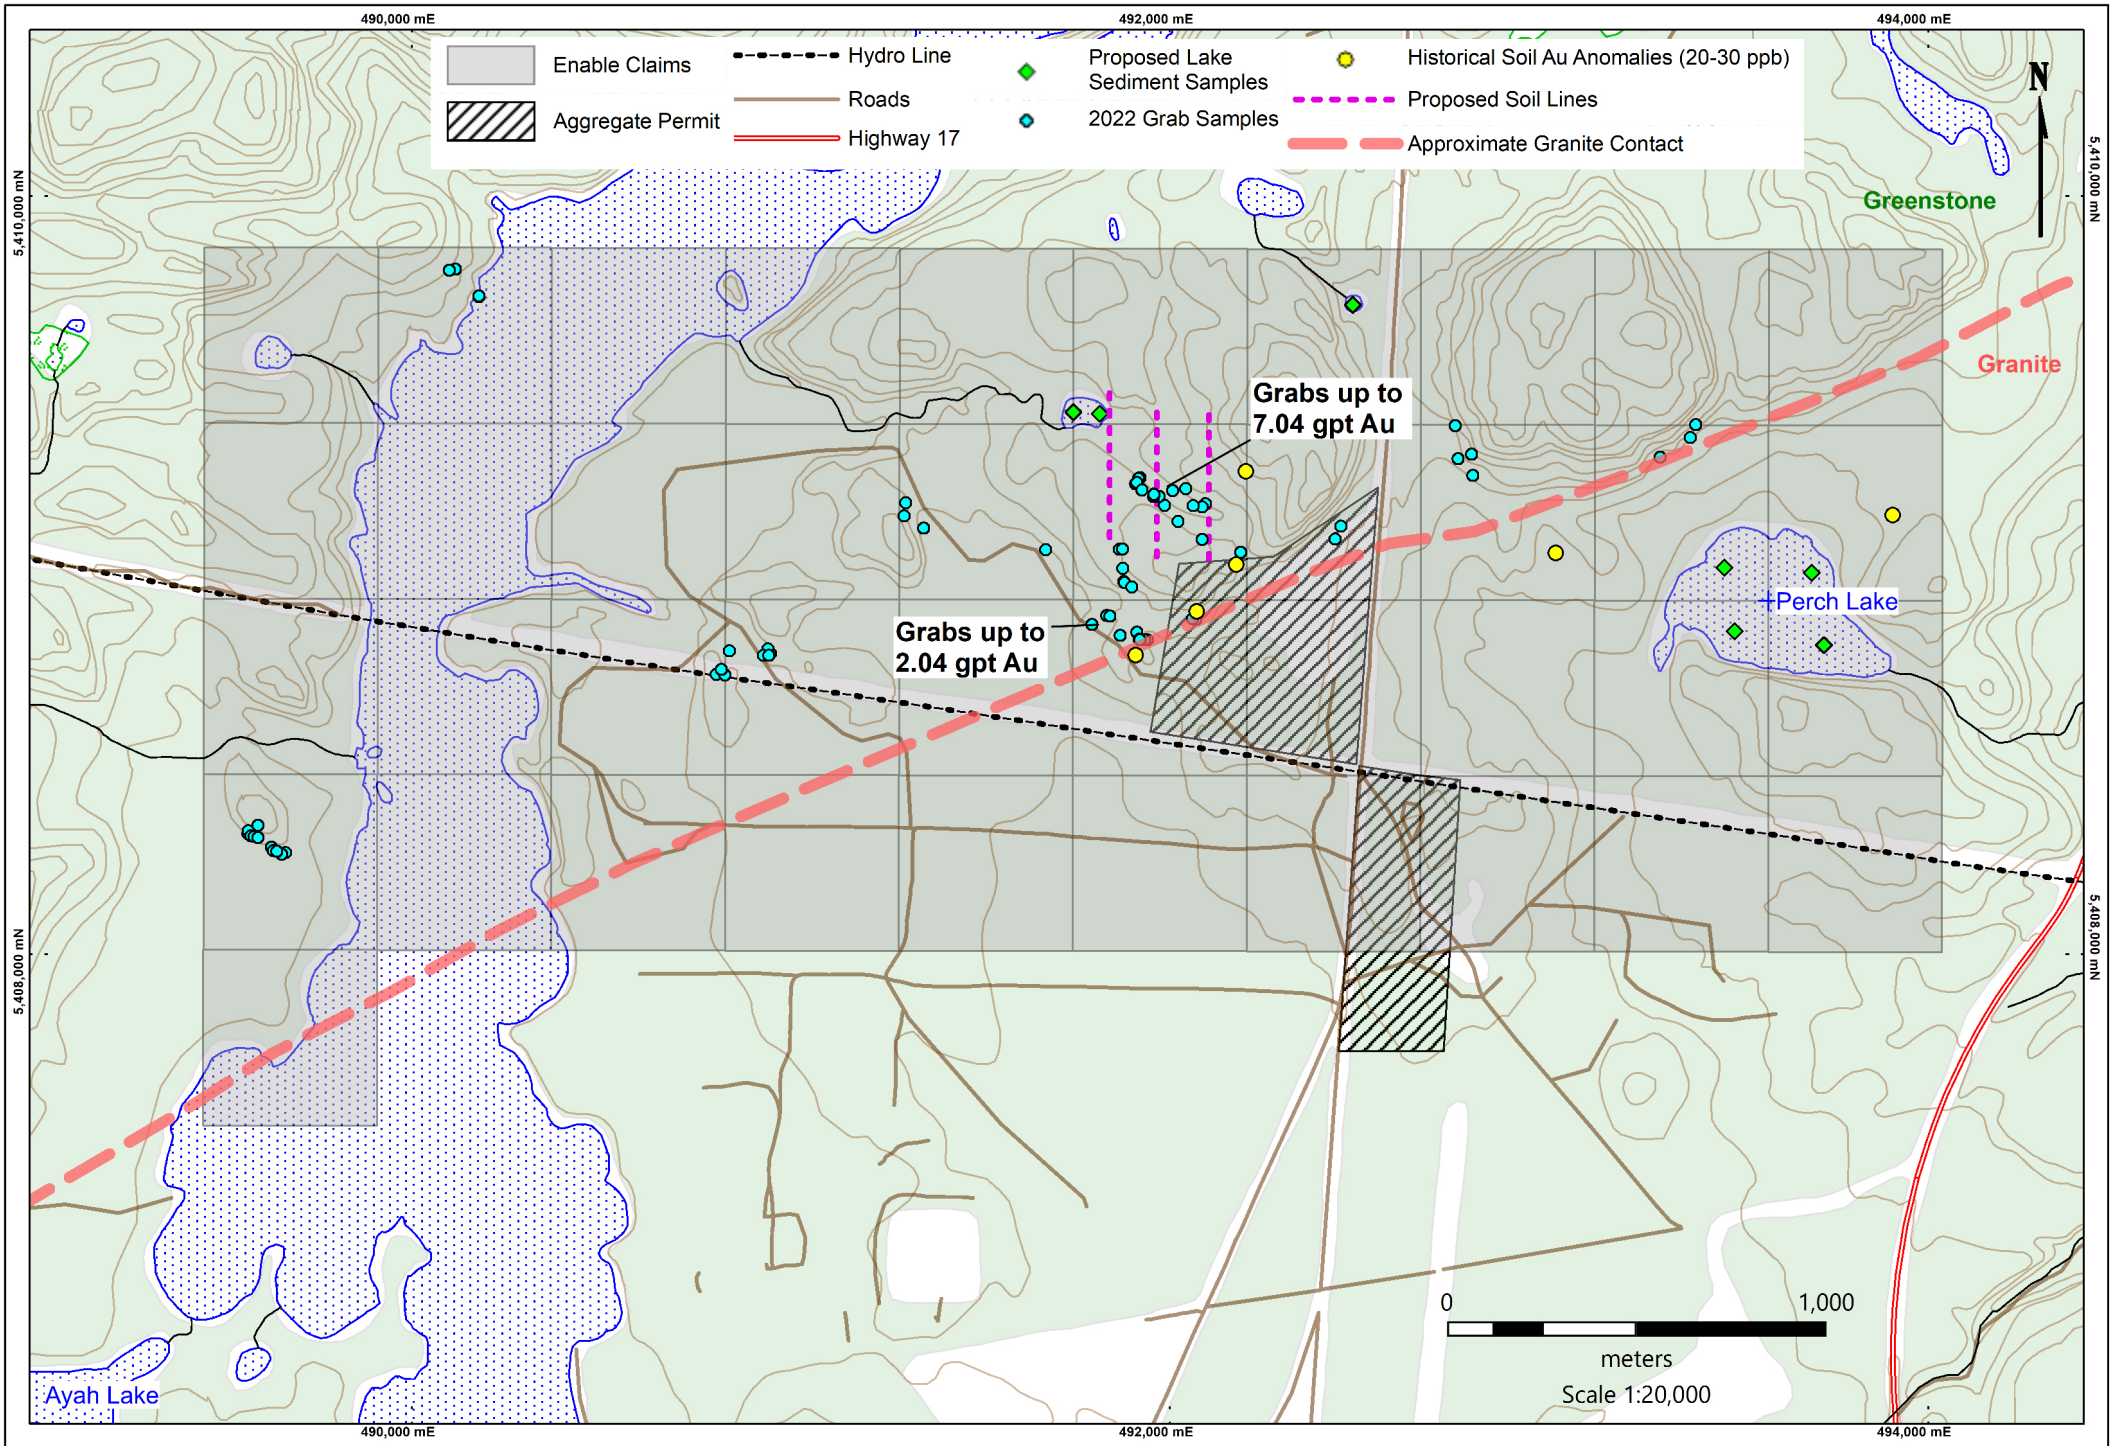 490,000 mE
492,000 mE
494,000 mE
Enable Claims
Aggregate Permit
Hydro Line
Roads
Highway 17
Proposed Lake
Sediment Samples
2022 Grab Samples
Historical Soil Au Anomalies (20-30 ppb)
Proposed Soil Lines
Approximate Granite Contact
N
5,410,000 mN
5,410,000 mN
Greenstone
Granite
Grabs up to
7.04 gpt Au
Grabs up to
2.04 gpt Au
Perch Lake
5,408,000 mN
5,408,000 mN
0
1,000
meters
Scale 1:20,000
Ayah Lake
490,000 mE
492,000 mE
494,000 mE